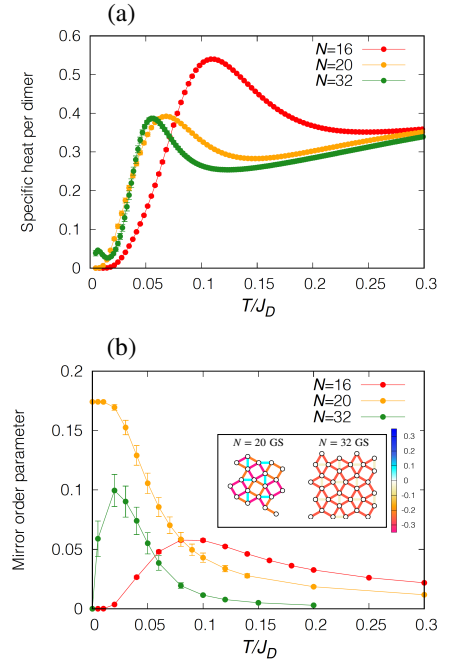 (a)
0.6
0.5
0.4
0.3
0.2
0.1
0
Specific heat per dimer
N=16
N=20
N=32
0 0.05 0.1 0.15 0.2 0.25 0.3
T/J_D
(b)
0.2
0.15
0.1
0.05
0
Mirror order parameter
N=16
N=20
N=32
N = 20 GS N = 32 GS
0.3
0.2
0.1
0
-0.1
-0.2
-0.3
0 0.05 0.1 0.15 0.2 0.25 0.3
T/J_D